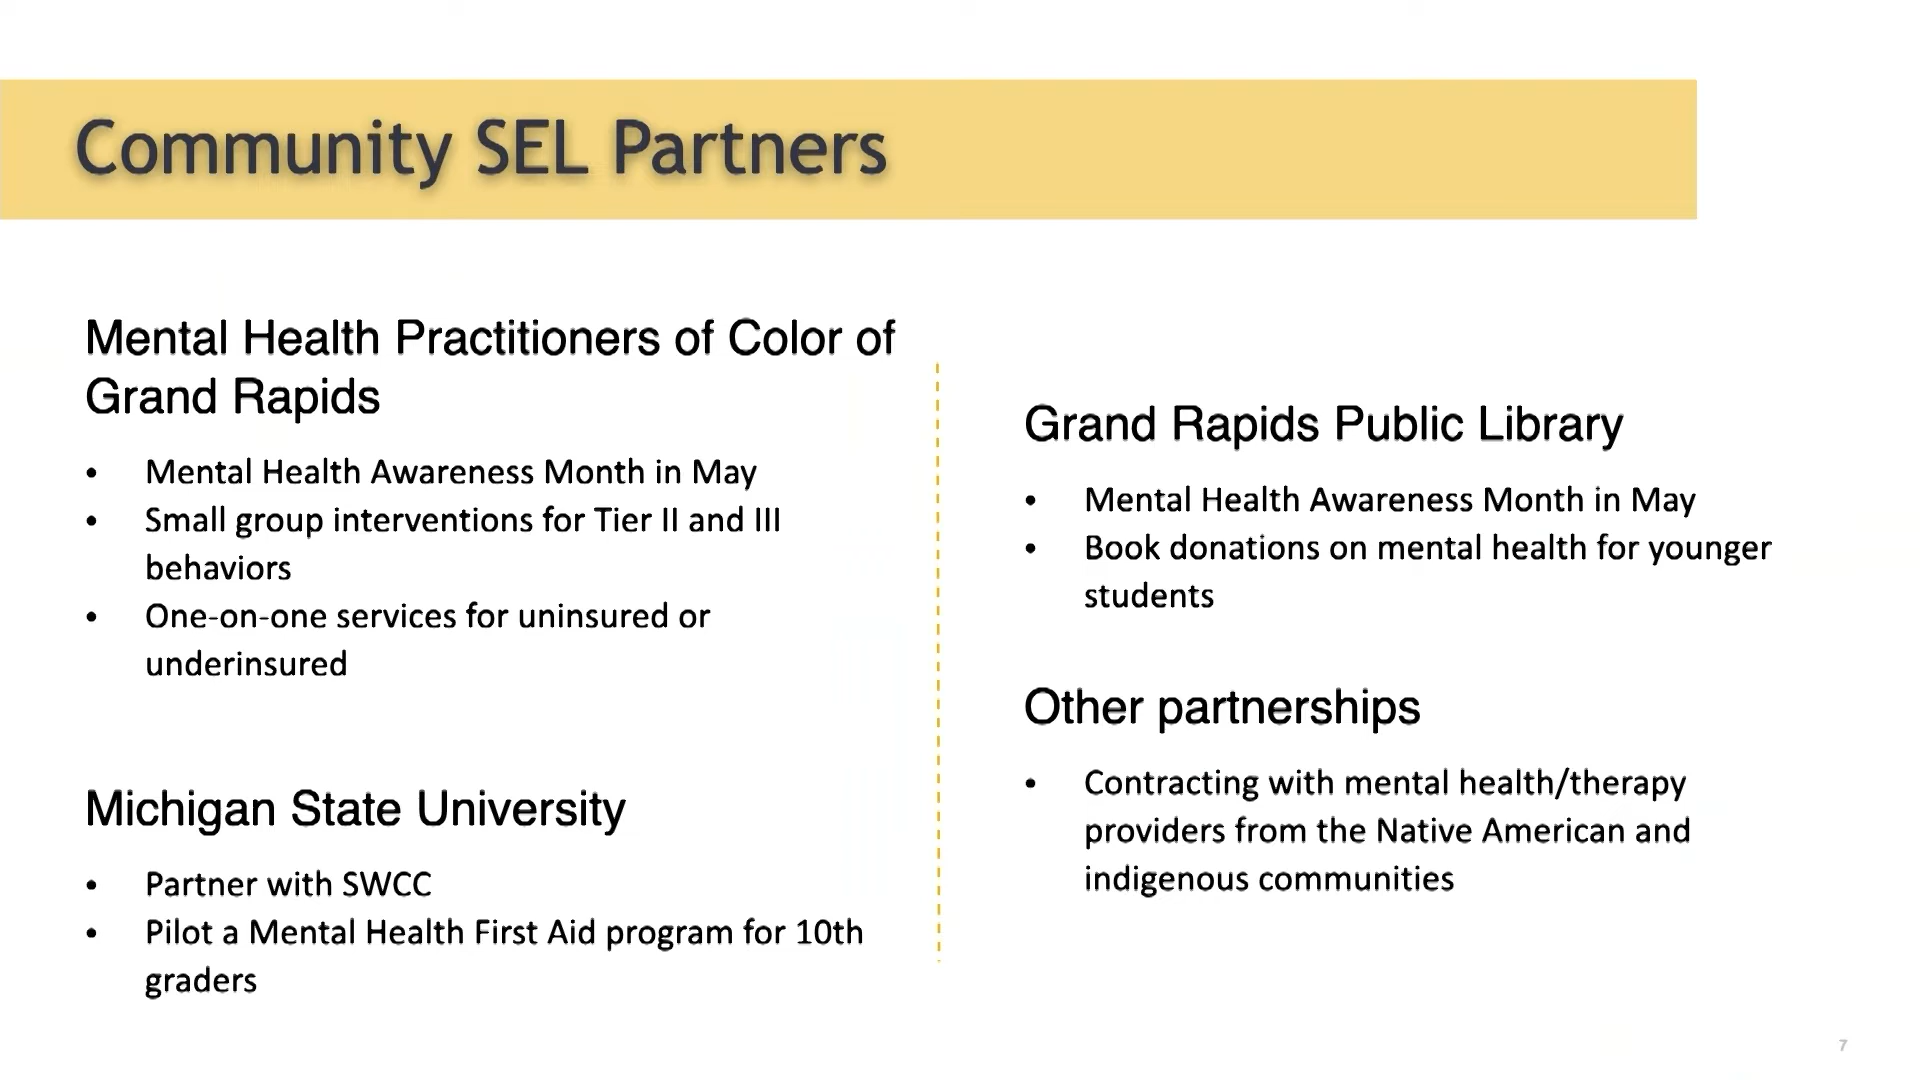 Community SEL Partners
Mental Health Practitioners of Color of
Grand Rapids
• Mental Health Awareness Month in May
• Small group interventions for Tier II and III
behaviors
• One-on-one services for uninsured or
underinsured
Michigan State University
• Partner with SWCC
• Pilot a Mental Health First Aid program for 10th
graders
Grand Rapids Public Library
• Mental Health Awareness Month in May
• Book donations on mental health for younger
students
Other partnerships
• Contracting with mental health/therapy
providers from the Native American and
indigenous communities
7